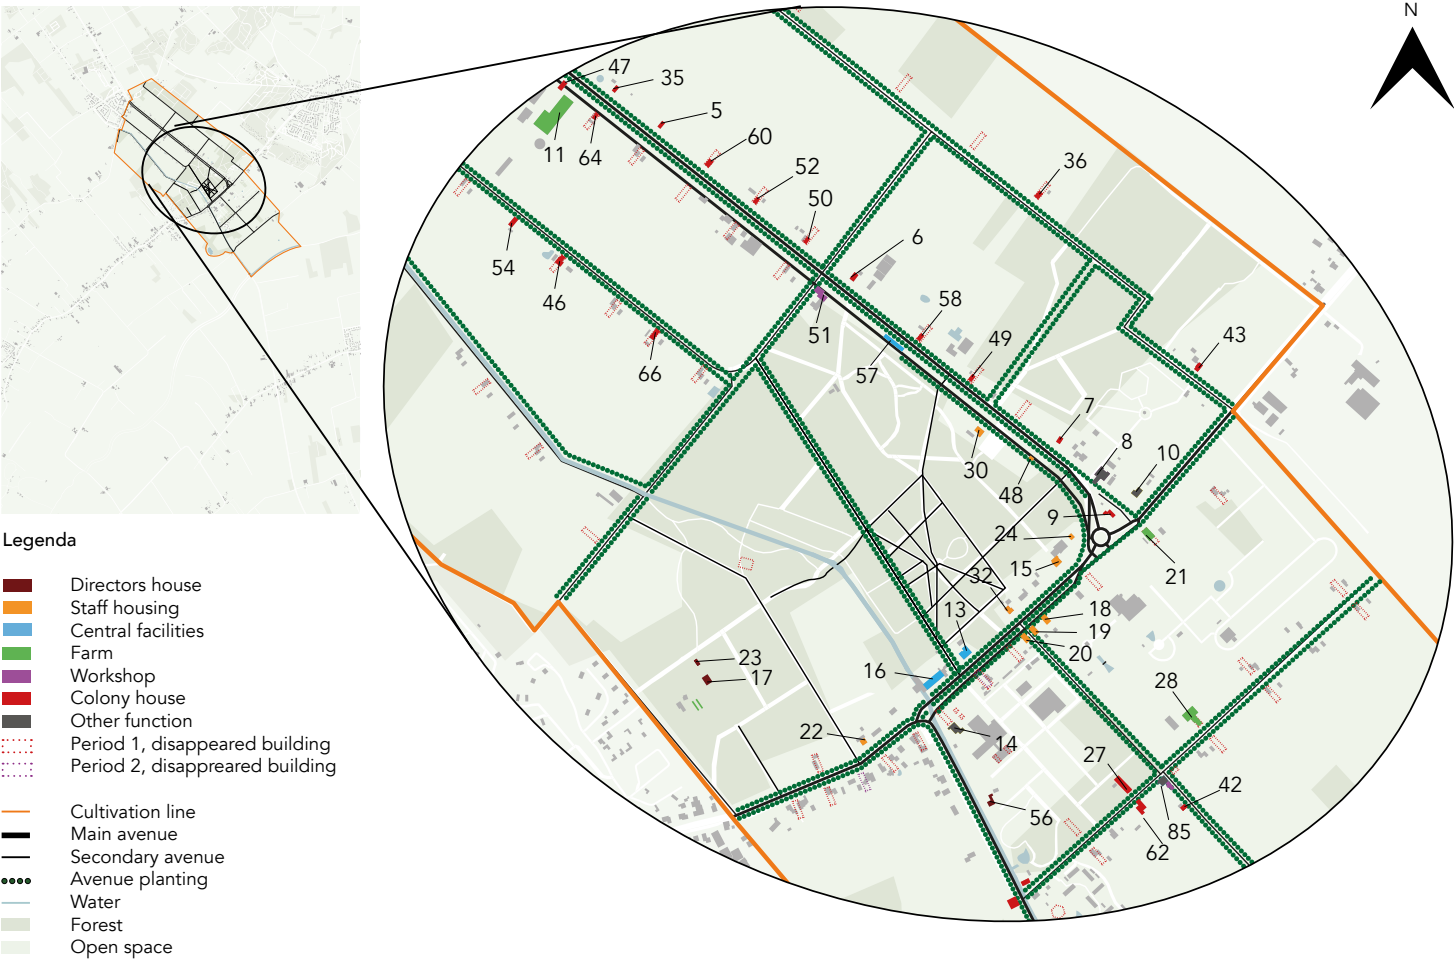 N
47
35
5
60
11
64
52
36
50
6
54
46
58
51
49
43
57
66
7
8
10
30
48
9
24
15
32
21
13
18
19
20
23
16
17
28
22
14
27
42
56
85
62
Legenda
Directors house
Staff housing
Central facilities
Farm
Workshop
Colony house
Other function
Period 1, disappeared building
Period 2, disappreared building
Cultivation line
Main avenue
Secondary avenue
Avenue planting
Water
Forest
Open space